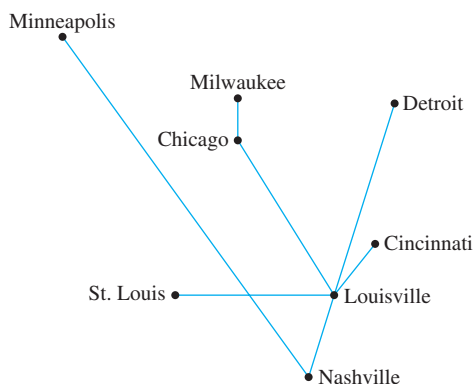 Minneapolis
Milwaukee
Detroit
Chicago
Cincinnati
St. Louis
Louisville
Nashville